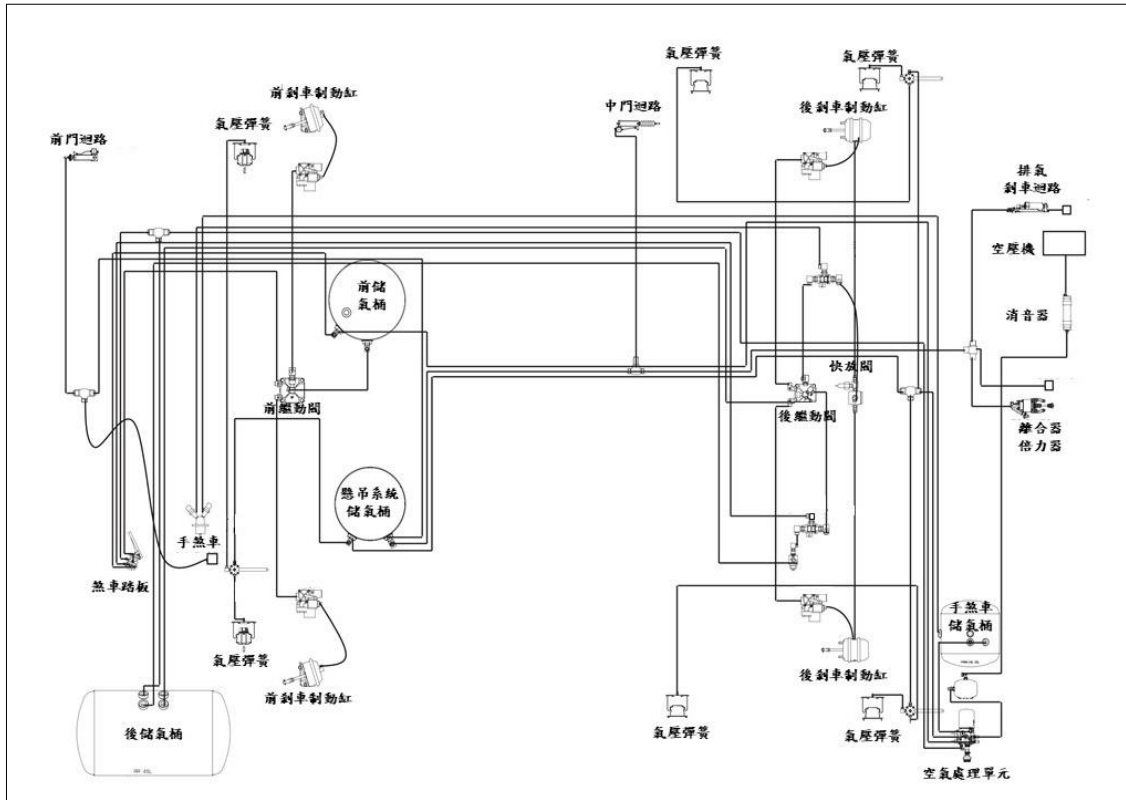 氣壓彈簧
氣壓彈簧
前剎車制動缸
中門迴路
後剎車制動缸
氣壓彈簧
前門迴路
排氣
剎車迴路
空壓機
前儲
氣桶
消音器
快放閥
前繼動閥
後繼動閥
離合器
倍力器
懸吊系統
儲氣桶
手煞車
煞車踏板
手煞車
儲氣桶
氣壓彈簧
前剎車制動缸
後剎車制動缸
氣壓彈簧
氣壓彈簧
後儲氣桶
空氣處理單元